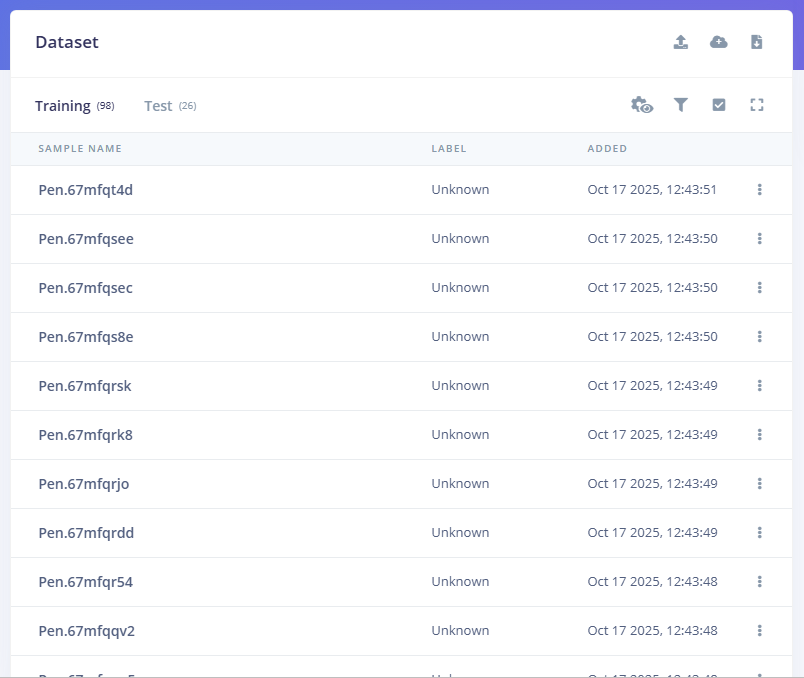 Dataset
Training (98) Test (26)
SAMPLE NAME LABEL ADDED
Pen.67mfqt4d Unknown Oct 17 2025, 12:43:51
Pen.67mfqsee Unknown Oct 17 2025, 12:43:50
Pen.67mfqsec Unknown Oct 17 2025, 12:43:50
Pen.67mfqs8e Unknown Oct 17 2025, 12:43:50
Pen.67mfqrsk Unknown Oct 17 2025, 12:43:49
Pen.67mfqrk8 Unknown Oct 17 2025, 12:43:49
Pen.67mfqrjo Unknown Oct 17 2025, 12:43:49
Pen.67mfqrdd Unknown Oct 17 2025, 12:43:49
Pen.67mfqr54 Unknown Oct 17 2025, 12:43:48
Pen.67mfqqv2 Unknown Oct 17 2025, 12:43:48